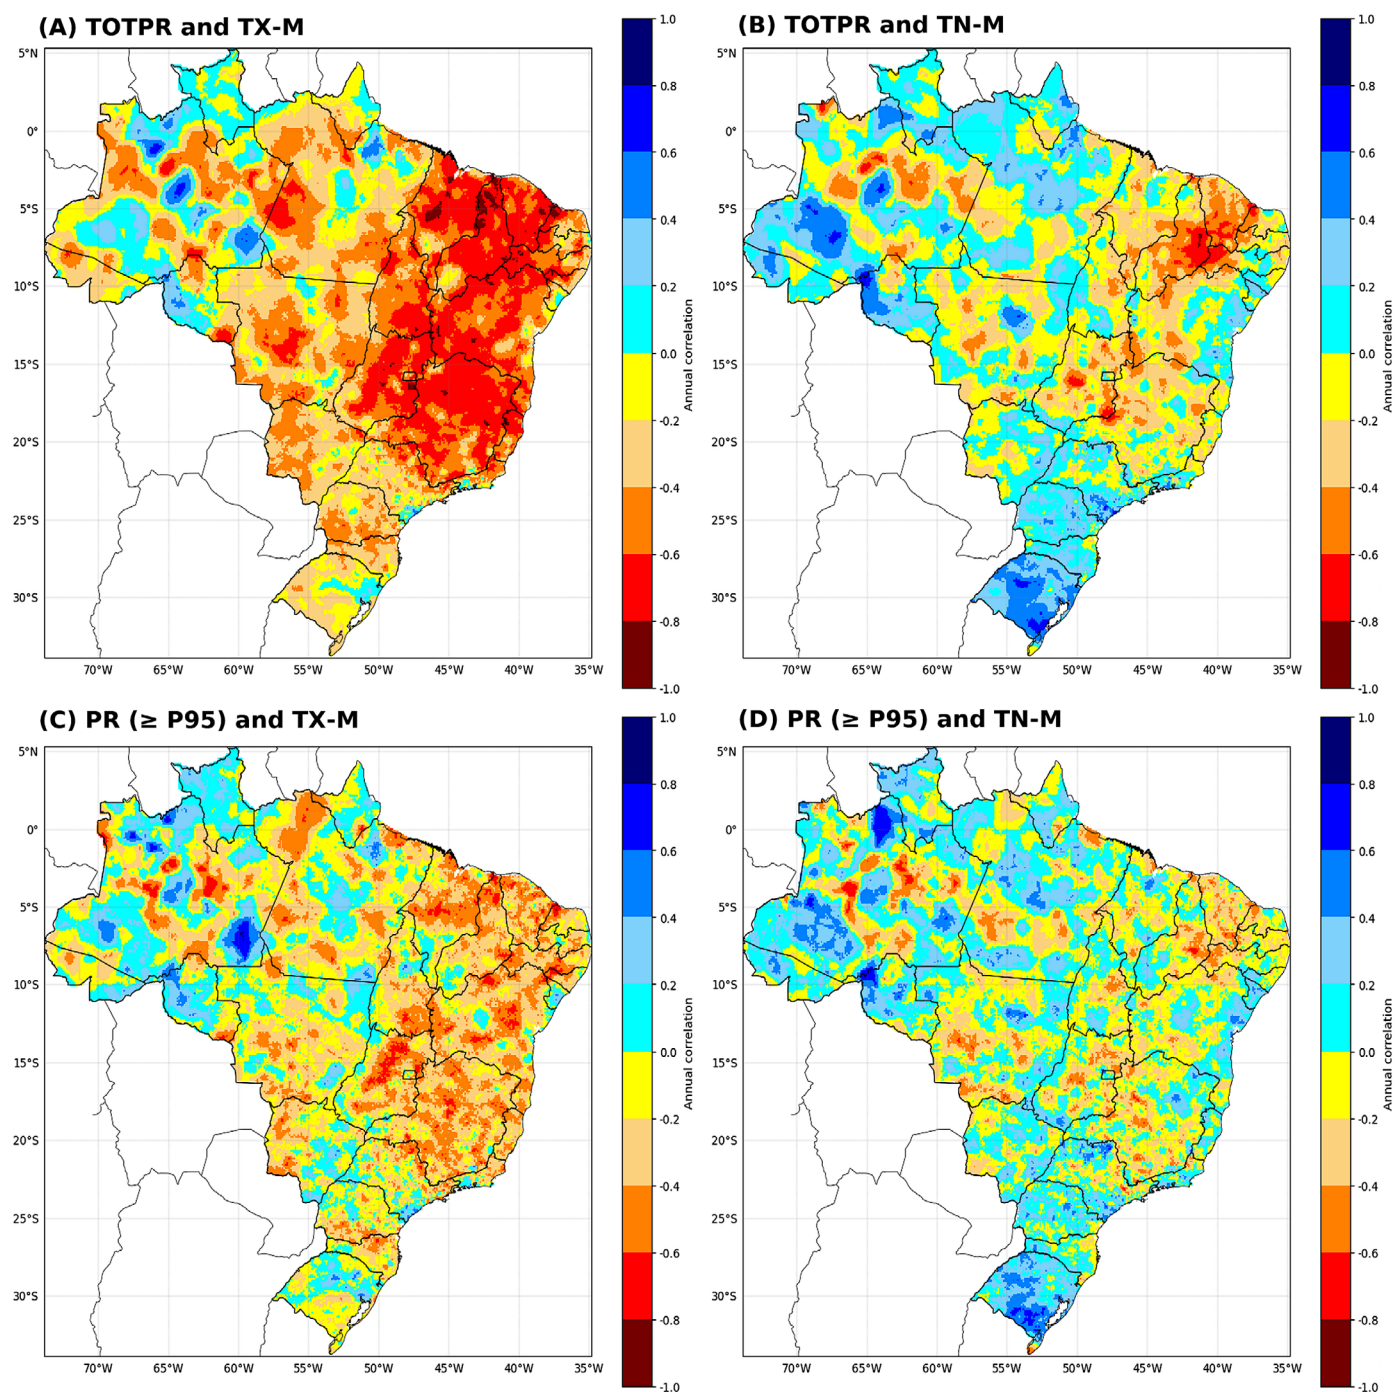 (A) TOTPR and TX-M
5°N
0°
5°S
10°S
15°S
20°S
25°S
30°S
70°W 65°W 60°W 55°W 50°W 45°W 40°W 35°W
1.0
0.8
0.6
0.4
0.2
0.0
-0.2
-0.4
-0.6
-0.8
-1.0
Annual correlation
(B) TOTPR and TN-M
5°N
0°
5°S
10°S
15°S
20°S
25°S
30°S
70°W 65°W 60°W 55°W 50°W 45°W 40°W 35°W
1.0
0.8
0.6
0.4
0.2
0.0
-0.2
-0.4
-0.6
-0.8
-1.0
Annual correlation
(C) PR (≥ P95) and TX-M
5°N
0°
5°S
10°S
15°S
20°S
25°S
30°S
70°W 65°W 60°W 55°W 50°W 45°W 40°W 35°W
1.0
0.8
0.6
0.4
0.2
0.0
-0.2
-0.4
-0.6
-0.8
-1.0
Annual correlation
(D) PR (≥ P95) and TN-M
5°N
0°
5°S
10°S
15°S
20°S
25°S
30°S
70°W 65°W 60°W 55°W 50°W 45°W 40°W 35°W
1.0
0.8
0.6
0.4
0.2
0.0
-0.2
-0.4
-0.6
-0.8
-1.0
Annual correlation